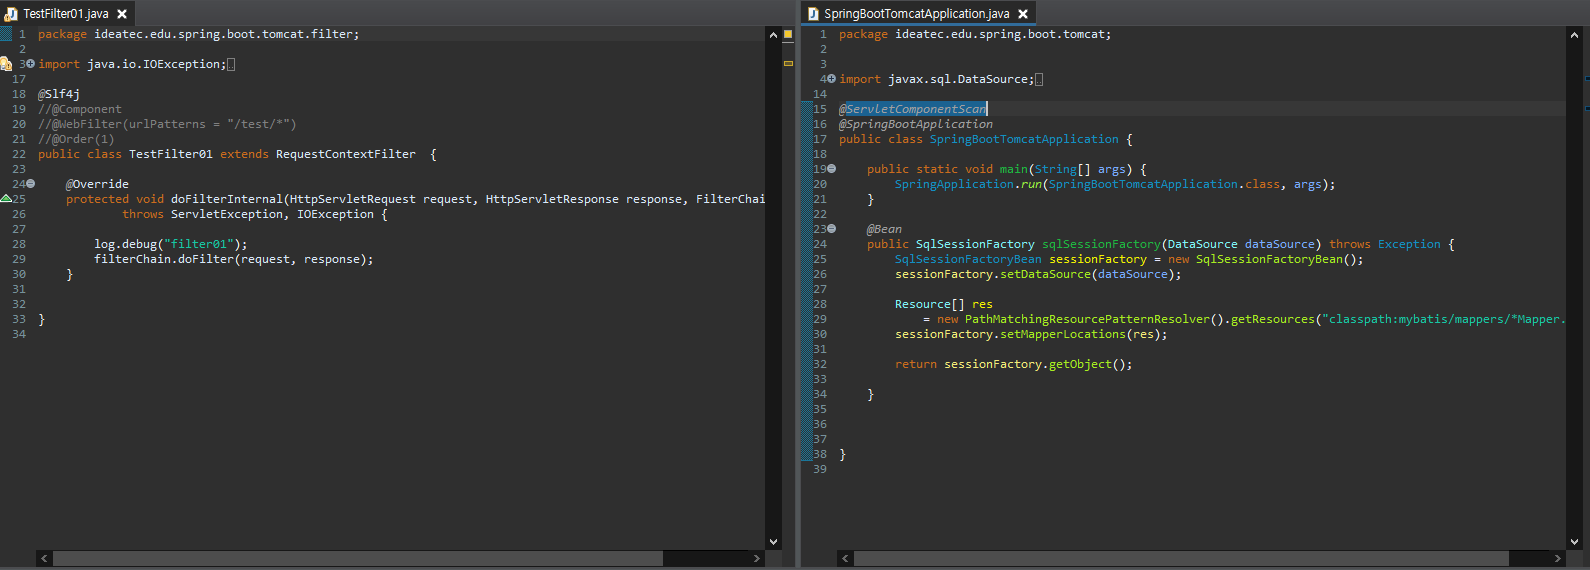 TestFilter01.java
1 package ideatec.edu.spring.boot.tomcat.filter;
2
3 import java.io.IOException;
17
18 @Slf4j
19 //@Component
20 //@WebFilter(urlPatterns = "/test/*")
21 //@Order(1)
22 public class TestFilter01 extends RequestContextFilter  {
23
24     @Override
25     protected void doFilterInternal(HttpServletRequest request, HttpServletResponse response, FilterChai
26             throws ServletException, IOException {
27
28         log.debug("filter01");
29         filterChain.doFilter(request, response);
30     }
31
32
33 }
34
SpringBootTomcatApplication.java
1 package ideatec.edu.spring.boot.tomcat;
2
3
4 import javax.sql.DataSource;
14
15 @ServletComponentScan
16 @SpringBootApplication
17 public class SpringBootTomcatApplication {
18
19     public static void main(String[] args) {
20         SpringApplication.run(SpringBootTomcatApplication.class, args);
21     }
22
23     @Bean
24     public SqlSessionFactory sqlSessionFactory(DataSource dataSource) throws Exception {
25         SqlSessionFactoryBean sessionFactory = new SqlSessionFactoryBean();
26         sessionFactory.setDataSource(dataSource);
27
28         Resource[] res
29             = new PathMatchingResourcePatternResolver().getResources("classpath:mybatis/mappers/*Mapper.
30         sessionFactory.setMapperLocations(res);
31
32         return sessionFactory.getObject();
33
34     }
35
36
37
38 }
39